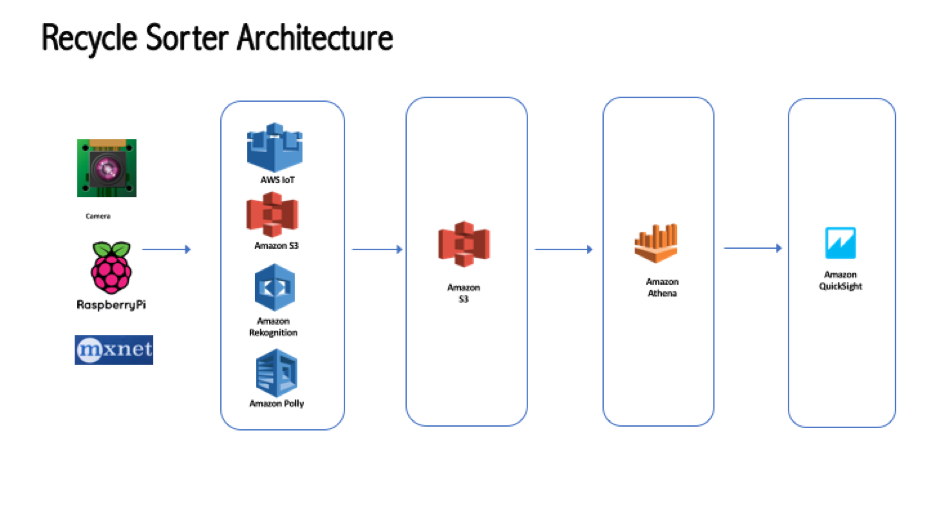 Recycle Sorter Architecture
Camera
RaspberryPi
mxnet
AWS IoT
Amazon S3
Amazon
Rekognition
Amazon Polly
Amazon
S3
Amazon
Athena
Amazon
QuickSight